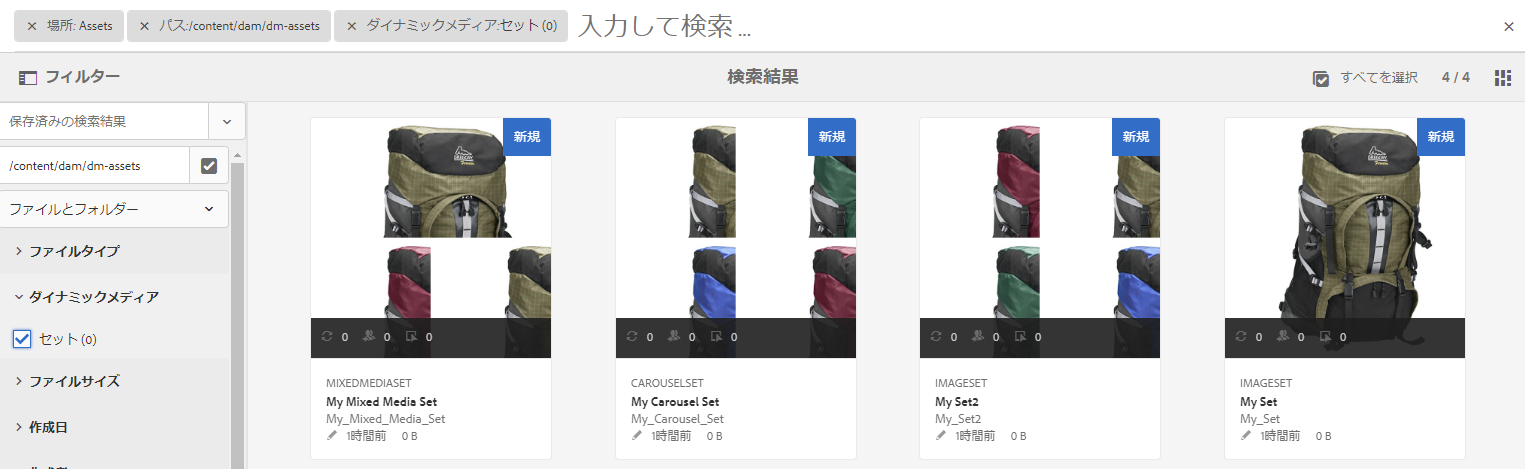 ✕ 場所: Assets ✕ パス:/content/dam/dm-assets ✕ ダイナミックメディア:セット (0) 入力して検索 ... ✕
フィルター 検索結果 すべてを選択 4 / 4
保存済みの検索結果
/content/dam/dm-assets
ファイルとフォルダー
ファイルタイプ
ダイナミックメディア
セット (0)
ファイルサイズ
作成日
新規
GREGORY
0 0 0
MIXEDMEDIASET
My Mixed Media Set
My_Mixed_Media_Set
1時間前 0 B
新規
0 0 0
CAROUSELSET
My Carousel Set
My_Carousel_Set
1時間前 0 B
新規
0 0 0
IMAGESET
My Set2
My_Set2
1時間前 0 B
新規
GREGORY
0 0 0
IMAGESET
My Set
My_Set
1時間前 0 B